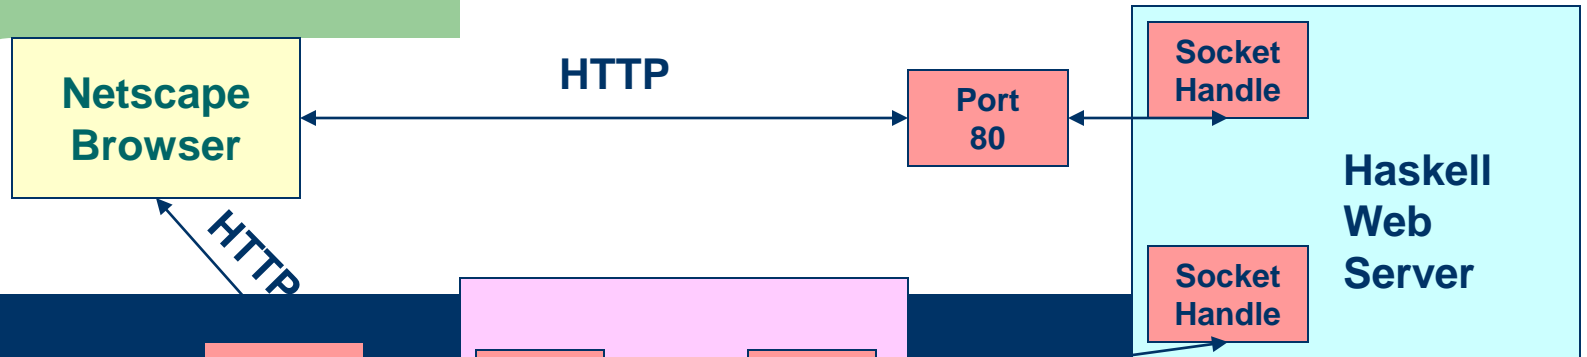 Netscape
Browser
HTTP
Port
80
Socket
Handle
Haskell
Web
Server
HTTP
Socket
Handle